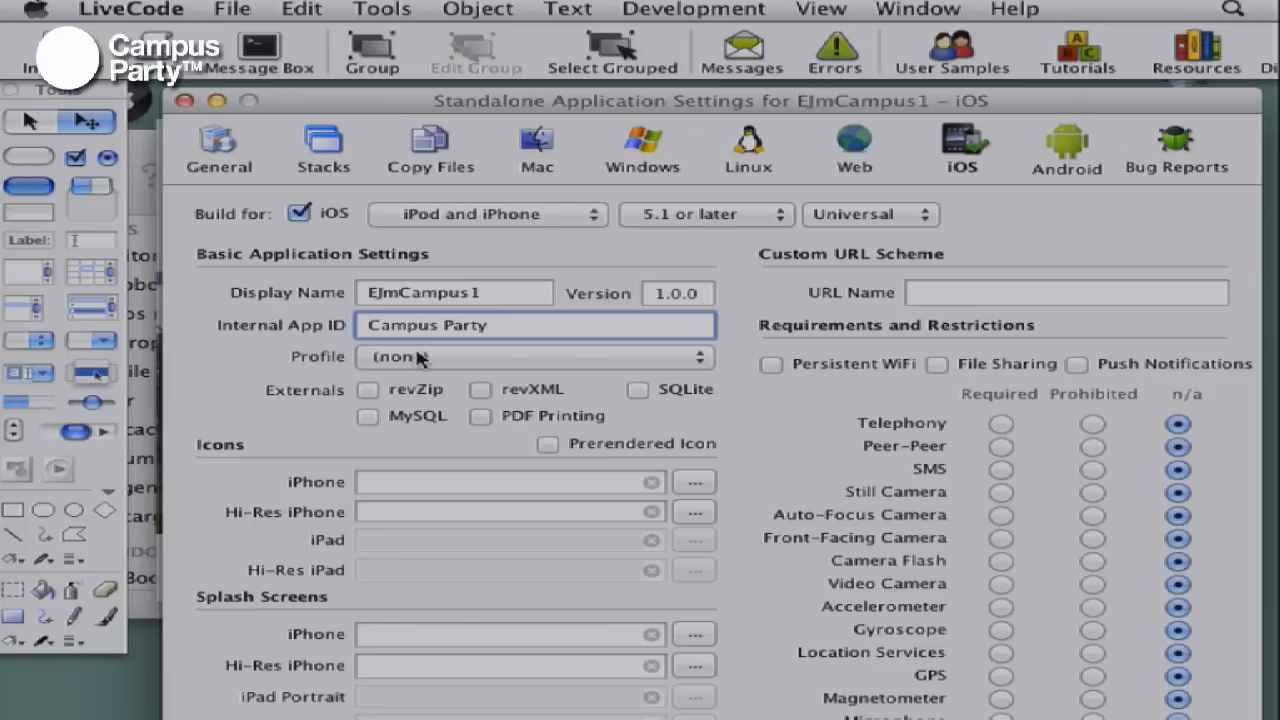 LiveCode File Edit Tools Object Text Development View Window Help
Campus
Party™
Message Box Group Edit Group Select Grouped Messages Errors User Samples Tutorials Resources
Standalone Application Settings for EJmCampus1 - iOS
General Stacks Copy Files Mac Windows Linux Web iOS Android Bug Reports
Build for: iOS iPod and iPhone 5.1 or later Universal
Label:
Basic Application Settings
Display Name EJmCampus1 Version 1.0.0
Internal App ID Campus Party
Profile
Externals revZip revXML SQLite
MySQL PDF Printing
Icons Prerendered Icon
iPhone ...
Hi-Res iPhone ...
iPad ...
Hi-Res iPad ...
Splash Screens
iPhone ...
Hi-Res iPhone ...
iPad Portrait ...
Custom URL Scheme
URL Name
Requirements and Restrictions
Persistent WiFi File Sharing Push Notifications
Required Prohibited n/a
Telephony
Peer-Peer
SMS
Still Camera
Auto-Focus Camera
Front-Facing Camera
Camera Flash
Video Camera
Accelerometer
Gyroscope
Location Services
GPS
Magnetometer